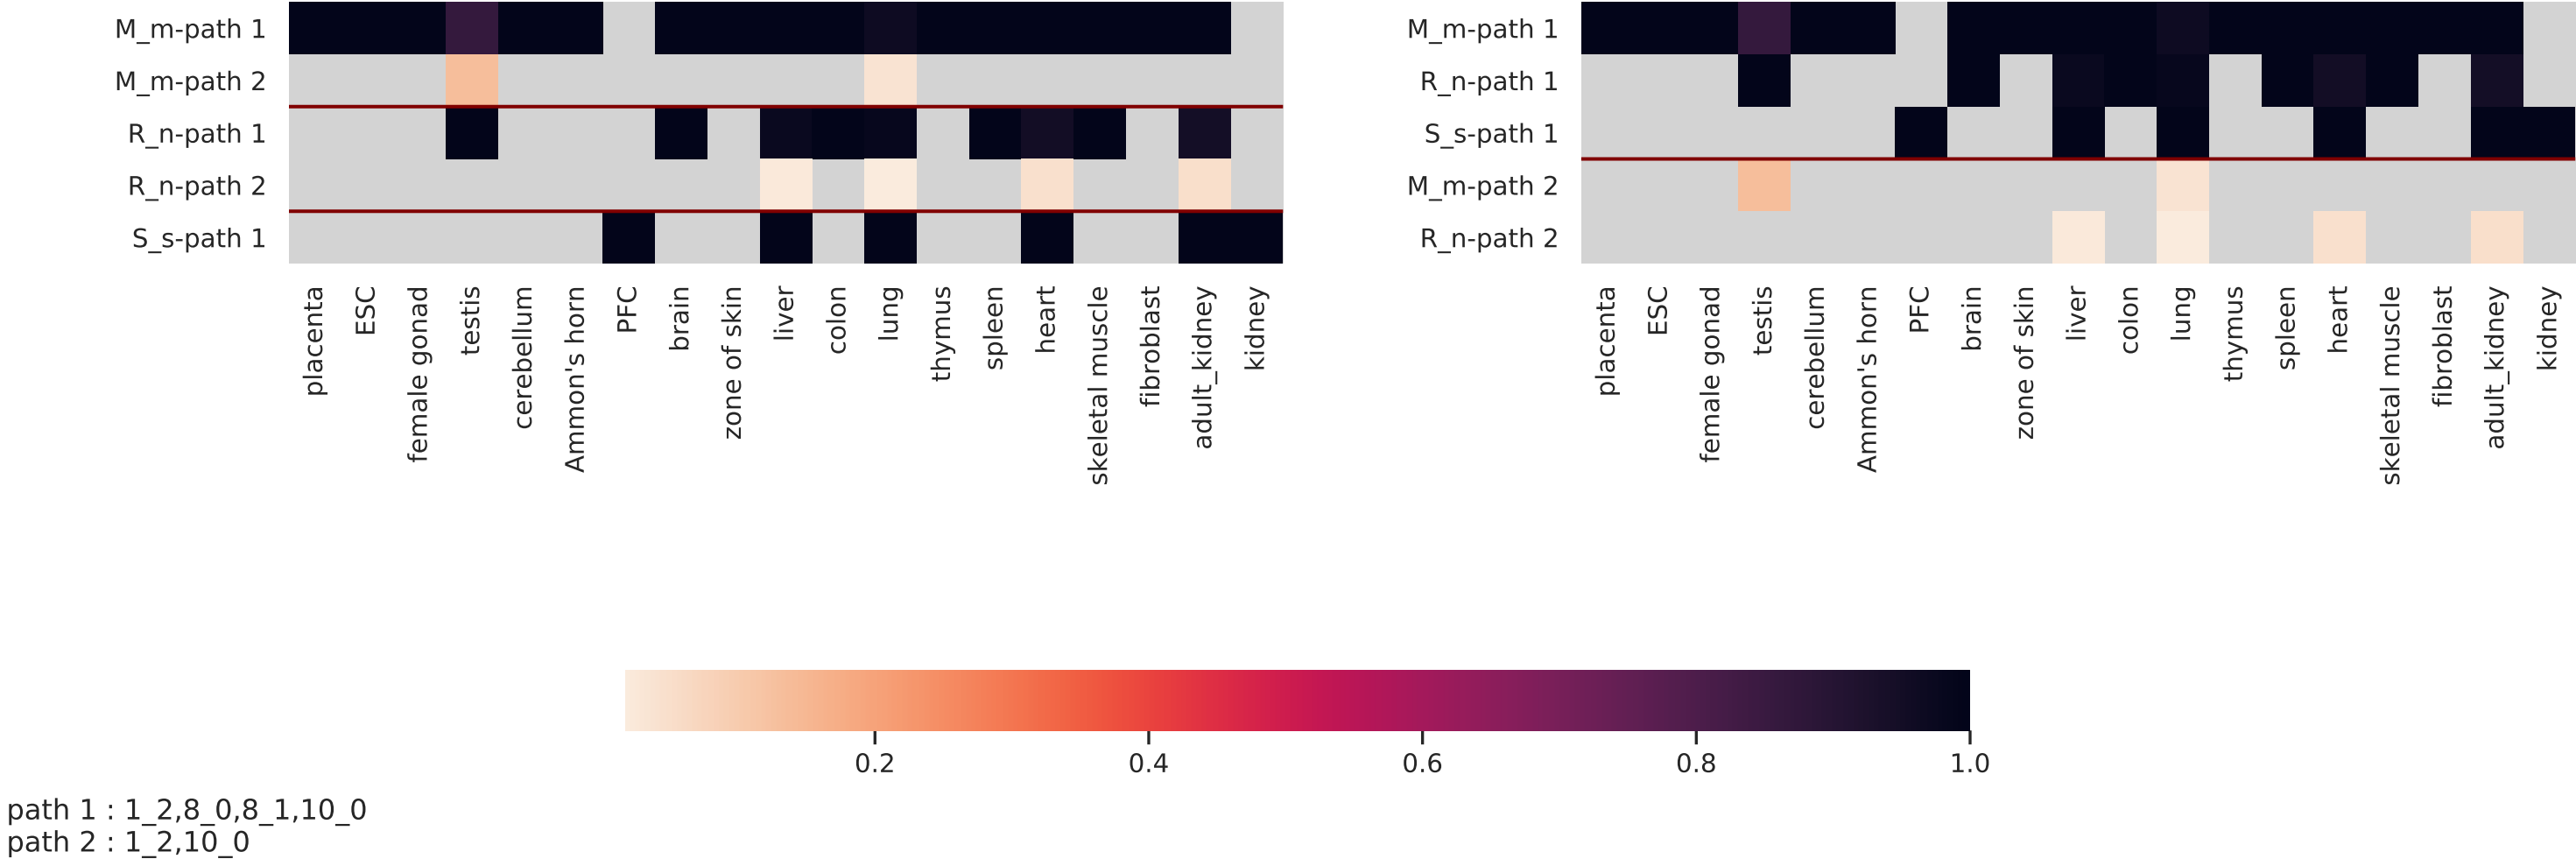 M_m-path 1
M_m-path 2
R_n-path 1
R_n-path 2
S_s-path 1
placenta
ESC
female gonad
testis
cerebellum
Ammon's horn
PFC
brain
zone of skin
liver
colon
lung
thymus
spleen
heart
skeletal muscle
fibroblast
adult_kidney
kidney
M_m-path 1
R_n-path 1
S_s-path 1
M_m-path 2
R_n-path 2
placenta
ESC
female gonad
testis
cerebellum
Ammon's horn
PFC
brain
zone of skin
liver
colon
lung
thymus
spleen
heart
skeletal muscle
fibroblast
adult_kidney
kidney
0.2 0.4 0.6 0.8 1.0
path 1 : 1_2,8_0,8_1,10_0
path 2 : 1_2,10_0